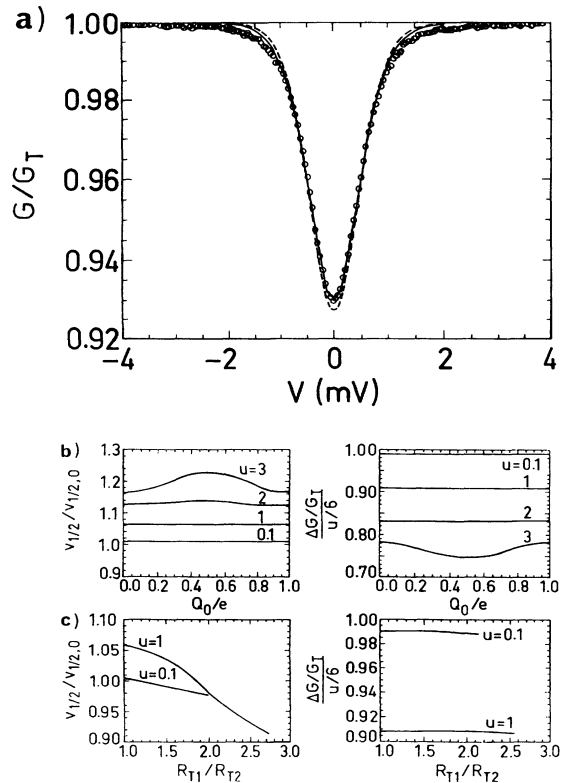 a)
1.00
0.98
0.96
0.94
0.92
G/G_T
−4
−2
0
2
4
V (mV)
b)
1.3
1.2
1.1
1.0
0.9
v_1/2/v_1/2,0
u=3
2
1
0.1
0.0 0.2 0.4 0.6 0.8 1.0
Q_0/e
1.00
0.90
0.80
0.70
ΔG/G_T
u/6
u=0.1
1
2
3
0.0 0.2 0.4 0.6 0.8 1.0
Q_0/e
c)
1.10
1.05
1.00
0.95
0.90
v_1/2/v_1/2,0
u=1
u=0.1
1.0 1.5 2.0 2.5 3.0
R_T1/R_T2
1.00
0.99
0.98
0.96
0.94
0.92
0.90
ΔG/G_T
u/6
u=0.1
u=1
1.0 1.5 2.0 2.5 3.0
R_T1/R_T2